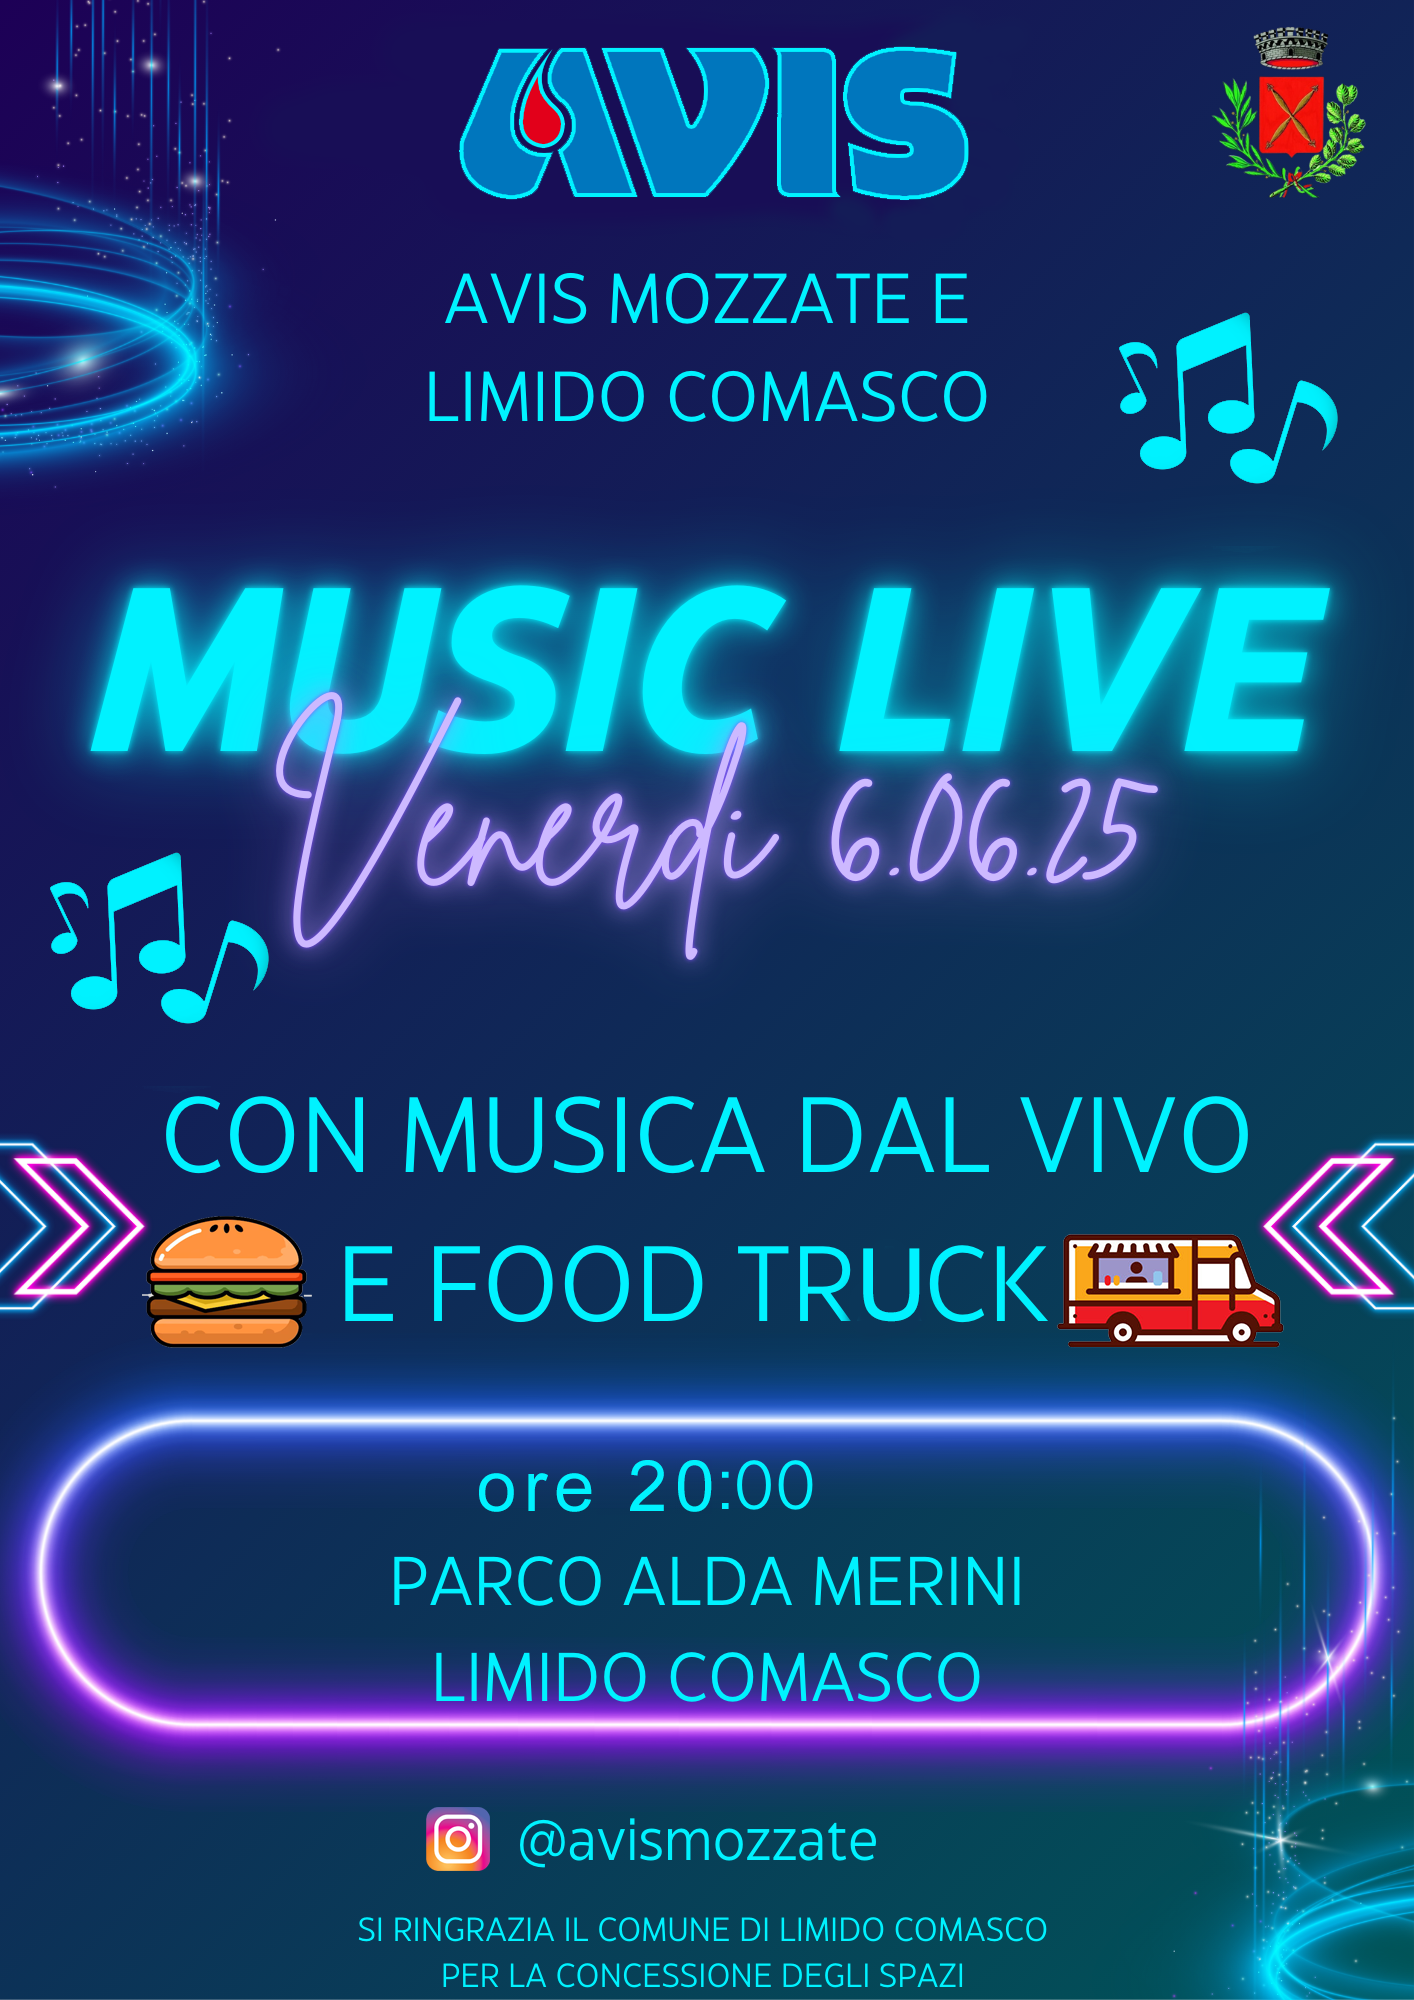 AVIS
AVIS MOZZATE E
LIMIDO COMASCO
MUSIC LIVE
Venerdi 6.06.25
CON MUSICA DAL VIVO
E FOOD TRUCK
ore 20:00
PARCO ALDA MERINI
LIMIDO COMASCO
@avismozzate
SI RINGRAZIA IL COMUNE DI LIMIDO COMASCO
PER LA CONCESSIONE DEGLI SPAZI